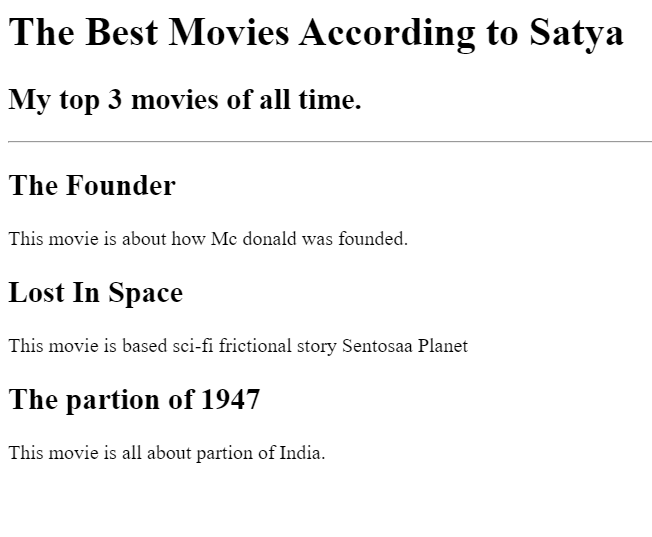 The Best Movies According to Satya
My top 3 movies of all time.
The Founder
This movie is about how Mc donald was founded.
Lost In Space
This movie is based sci-fi frictional story Sentosaa Planet
The partion of 1947
This movie is all about partion of India.